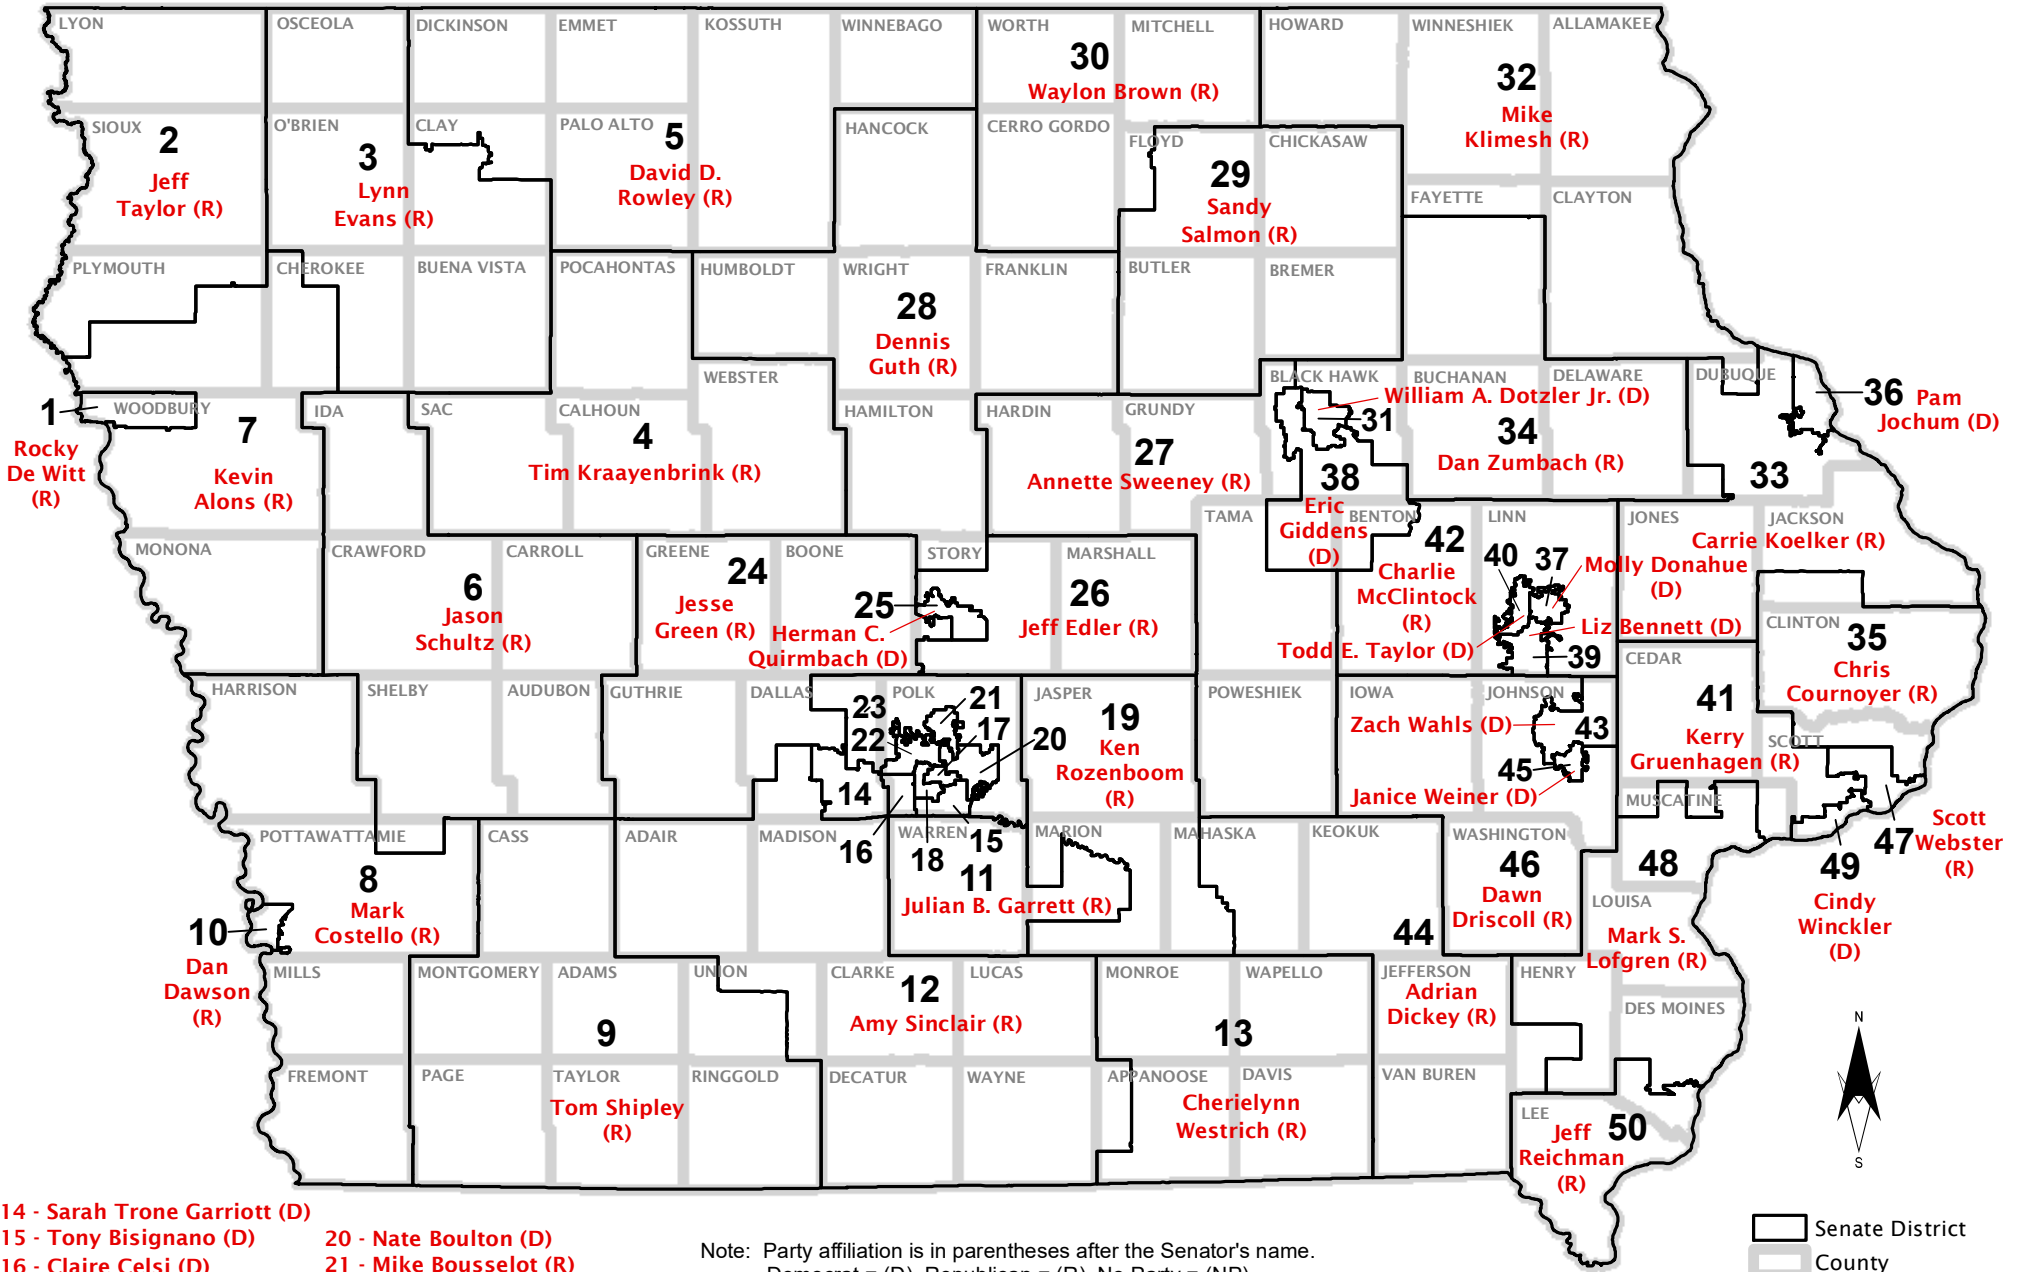 LYON
OSCEOLA
DICKINSON
EMMET
KOSSUTH
WINNEBAGO
WORTH
MITCHELL
HOWARD
WINNESHIEK
ALLAMAKEE
30
Waylon Brown (R)
32
Mike
Klimesh (R)
SIOUX
2
Jeff
Taylor (R)
O'BRIEN
3
Lynn
Evans (R)
CLAY
PALO ALTO
5
David D.
Rowley (R)
HANCOCK
CERRO GORDO
FLOYD
CHICKASAW
29
Sandy
Salmon (R)
FAYETTE
CLAYTON
PLYMOUTH
CHEROKEE
BUENA VISTA
POCAHONTAS
HUMBOLDT
WRIGHT
FRANKLIN
BUTLER
BREMER
28
Dennis
Guth (R)
WEBSTER
BLACK HAWK
BUCHANAN
DELAWARE
DUBUQUE
William A. Dotzler Jr. (D)
31
36
Pam
Jochum (D)
1
Rocky
De Witt
(R)
WOODBURY
7
Kevin
Alons (R)
IDA
SAC
CALHOUN
4
Tim Kraayenbrink (R)
HAMILTON
HARDIN
GRUNDY
27
Annette Sweeney (R)
34
Dan Zumbach (R)
33
38
Eric
Giddens
(D)
TAMA
BENTON
LINN
JONES
JACKSON
Carrie Koelker (R)
MONONA
CRAWFORD
CARROLL
GREENE
BOONE
STORY
MARSHALL
6
Jason
Schultz (R)
24
Jesse
Green (R)
25
Herman C.
Quirmbach (D)
26
Jeff Edler (R)
42
Charlie
McClintock
(R)
40
37
Molly Donahue
(D)
Liz Bennett (D)
Todd E. Taylor (D)
39
CLINTON
35
Chris
Cournoyer (R)
HARRISON
SHELBY
AUDUBON
GUTHRIE
DALLAS
POLK
JASPER
POWESHIEK
IOWA
JOHNSON
CEDAR
23
22
21
17
20
14
16
18
15
19
Ken
Rozenboom
(R)
Zach Wahls (D)
43
45
Janice Weiner (D)
41
Kerry
Gruenhagen (R)
SCOTT
MUSCATINE
47
Scott
Webster
(R)
49
Cindy
Winckler
(D)
POTTAWATTAMIE
CASS
ADAIR
MADISON
WARREN
MARION
MAHASKA
KEOKUK
WASHINGTON
8
Mark
Costello (R)
10
Dan
Dawson
(R)
11
Julian B. Garrett (R)
46
Dawn
Driscoll (R)
48
LOUISA
Mark S.
Lofgren (R)
44
MILLS
MONTGOMERY
ADAMS
UNION
CLARKE
LUCAS
MONROE
WAPELLO
JEFFERSON
HENRY
DES MOINES
Adrian
Dickey (R)
12
Amy Sinclair (R)
9
13
FREMONT
PAGE
TAYLOR
RINGGOLD
DECATUR
WAYNE
APPANOOSE
DAVIS
VAN BUREN
LEE
Tom Shipley
(R)
Cherielynn
Westrich (R)
50
Jeff
Reichman
(R)
N
S
14 - Sarah Trone Garriott (D)
15 - Tony Bisignano (D)
16 - Claire Celsi (D)
20 - Nate Boulton (D)
21 - Mike Bousselot (R)
Note: Party affiliation is in parentheses after the Senator's name.
Democrat = (D), Republican = (R), No Party = (NP)
Senate District
County